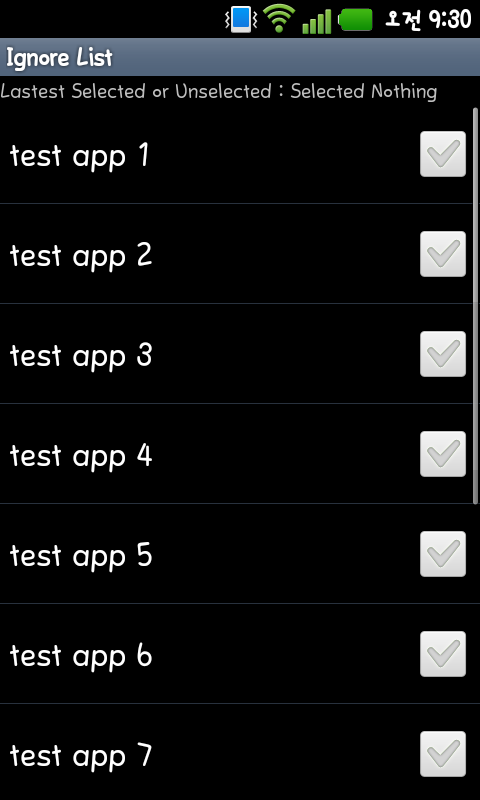 오전 9:30
Ignore List
Lastest Selected or Unselected : Selected Nothing
test app 1
test app 2
test app 3
test app 4
test app 5
test app 6
test app 7